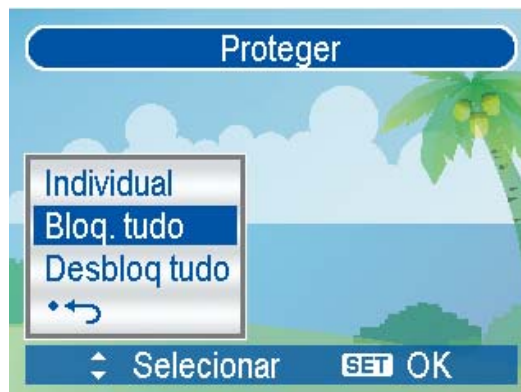 Proteger
Individual
Bloq. tudo
Desbloq tudo
Selecionar SET OK